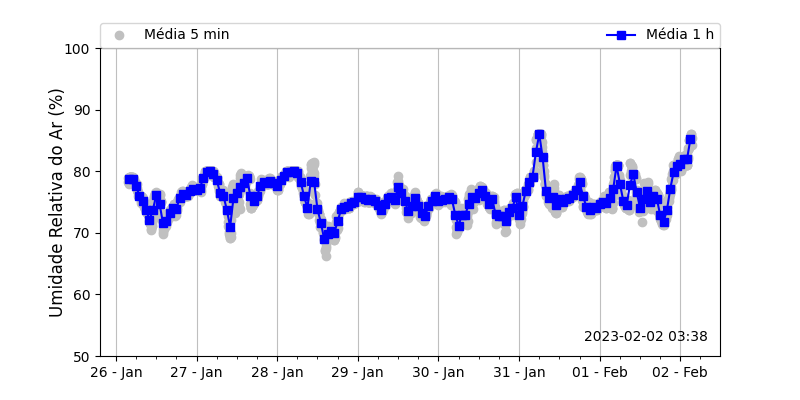 Média 5 min
Média 1 h
Umidade Relativa do Ar (%)
100
90
80
70
60
50
2023-02-02 03:38
26 - Jan
27 - Jan
28 - Jan
29 - Jan
30 - Jan
31 - Jan
01 - Feb
02 - Feb